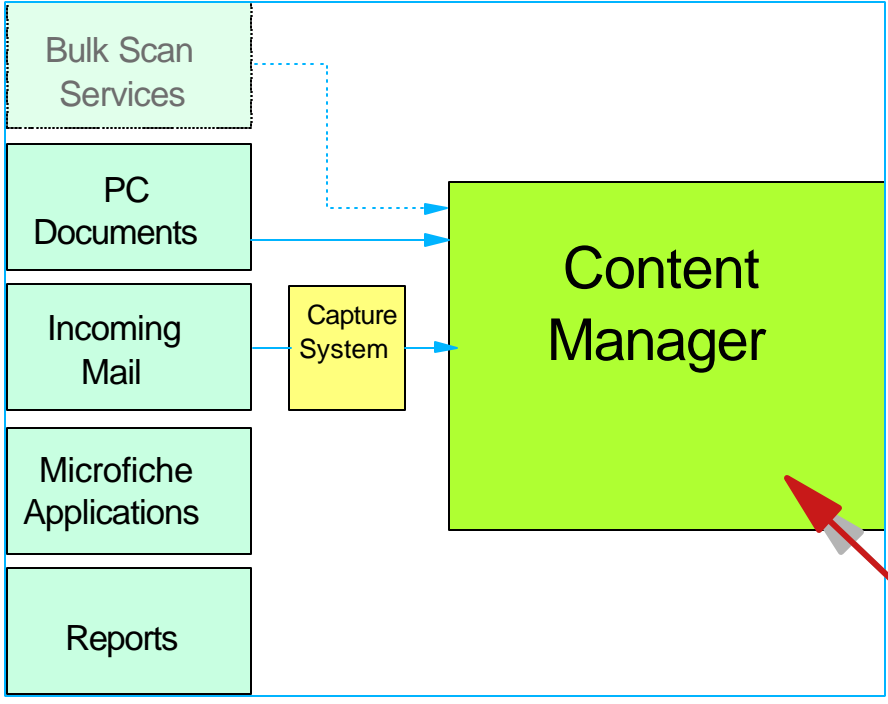 Bulk Scan
Services
PC
Documents
Incoming
Mail
Capture
System
Content
Manager
Microfiche
Applications
Reports